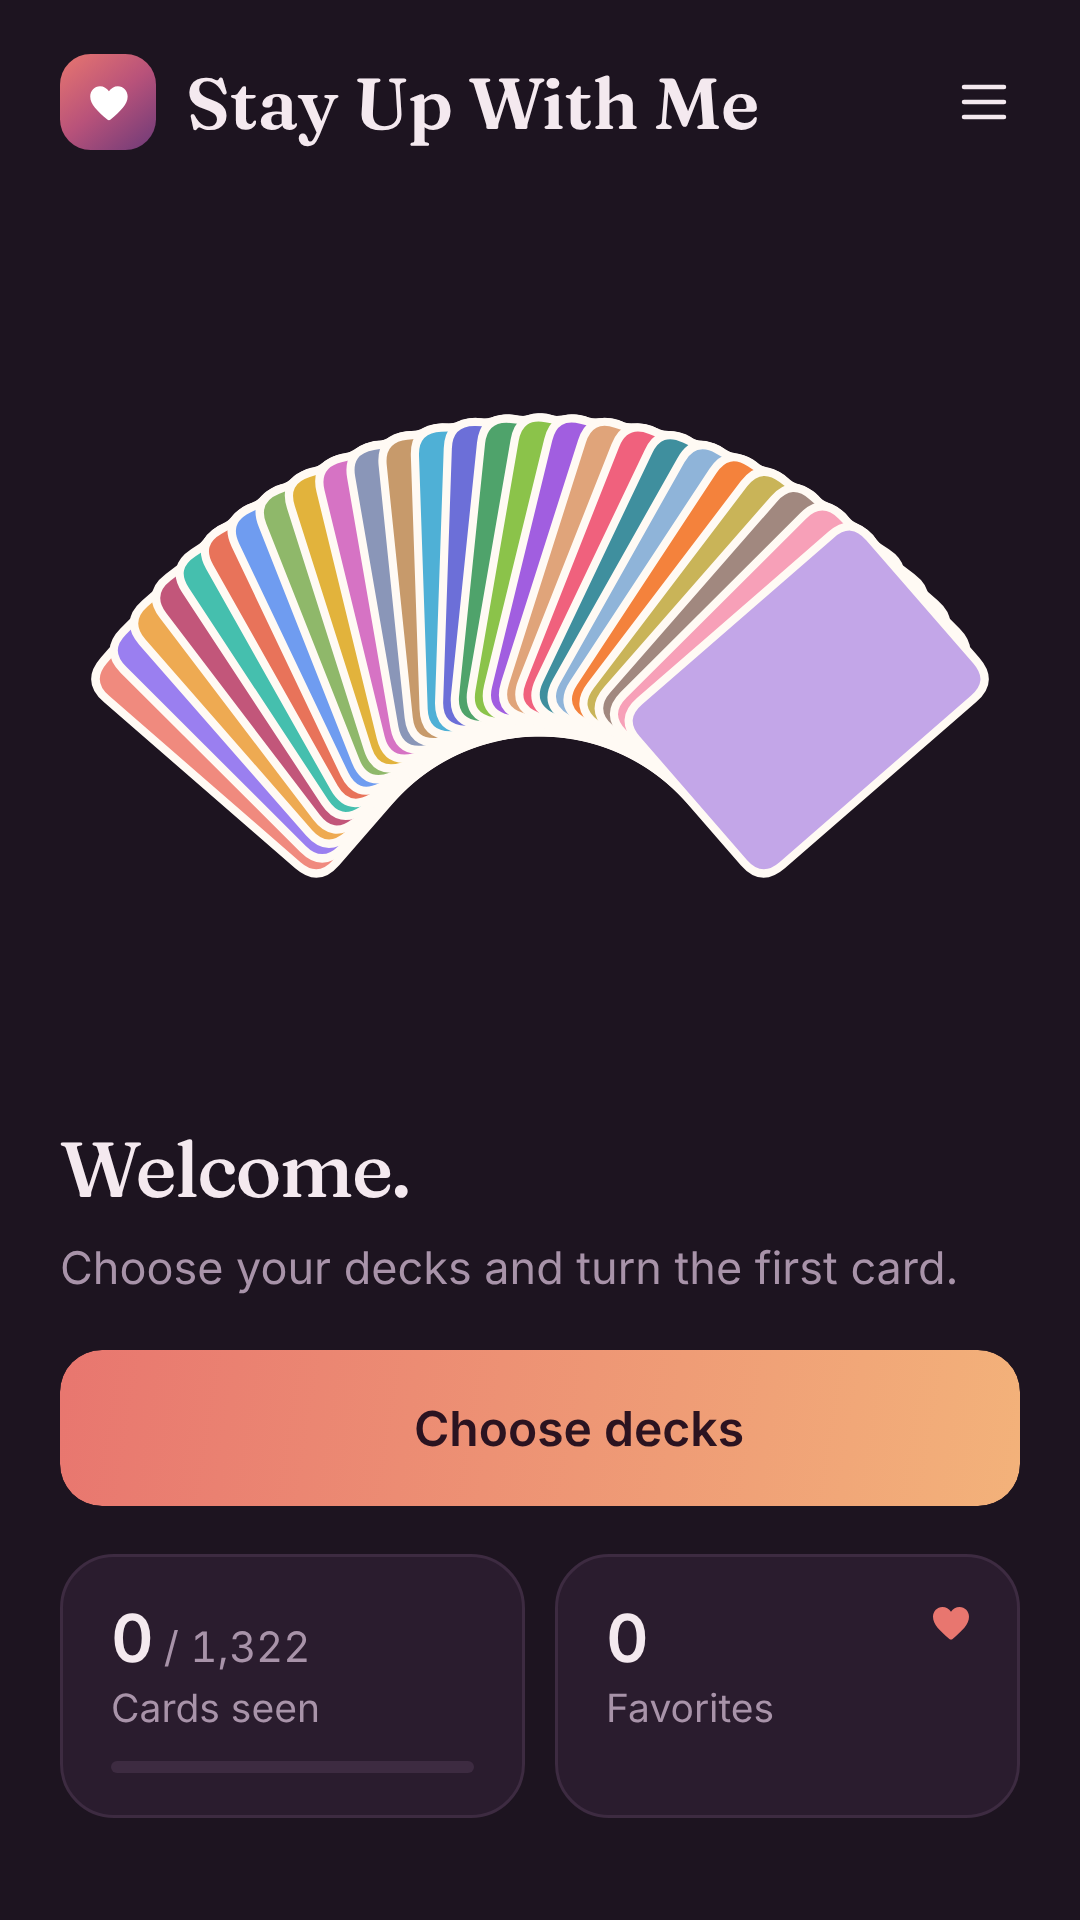 Stay Up With Me
Welcome.
Choose your decks and turn the first card.
Choose decks
0 / 1,322
Cards seen
0
Favorites